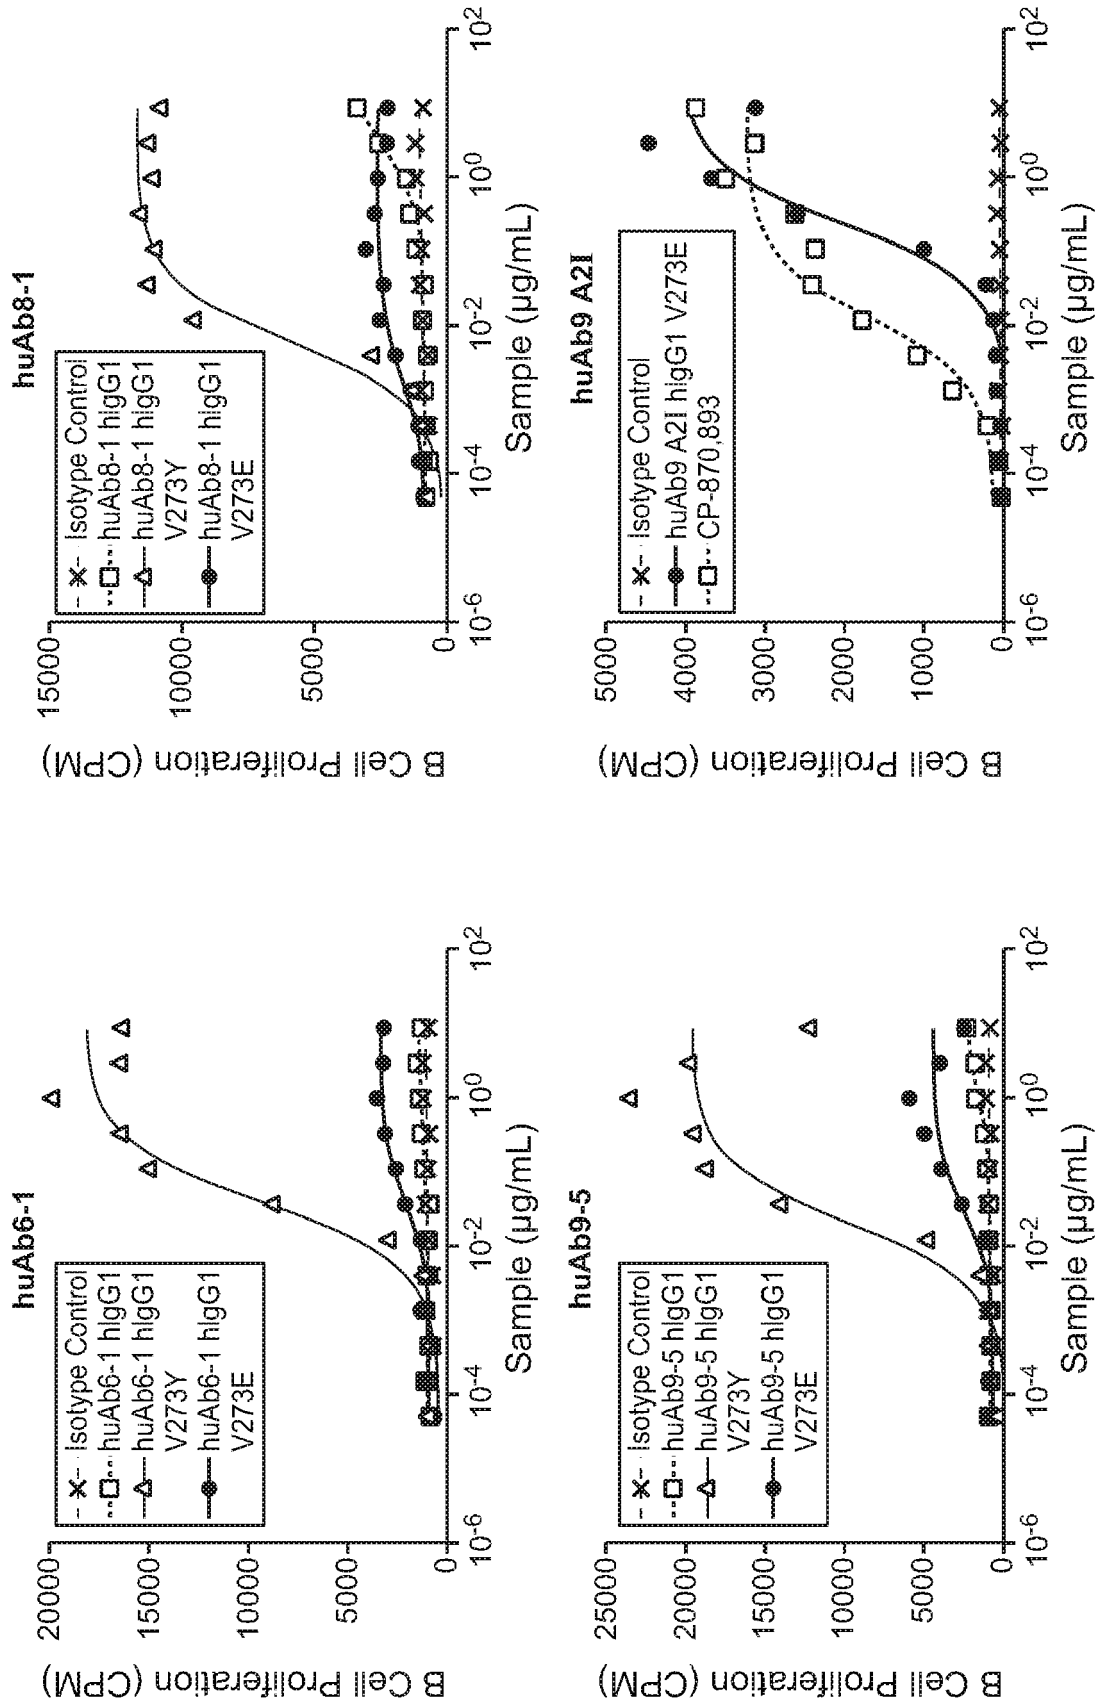 huAb6-1
B Cell Proliferation (CPM)
20000
15000
10000
5000
0
Isotype Control
huAb6-1 hIgG1
huAb6-1 hIgG1
V273Y
huAb6-1 hIgG1
V273E
10-6
10-4
10-2
100
102
Sample (µg/mL)
huAb8-1
B Cell Proliferation (CPM)
15000
10000
5000
0
Isotype Control
huAb8-1 hIgG1
huAb8-1 hIgG1
V273Y
huAb8-1 hIgG1
V273E
10-6
10-4
10-2
100
102
Sample (µg/mL)
huAb9-5
B Cell Proliferation (CPM)
25000
20000
15000
10000
5000
0
Isotype Control
huAb9-5 hIgG1
huAb9-5 hIgG1
V273Y
huAb9-5 hIgG1
V273E
10-6
10-4
10-2
100
102
Sample (µg/mL)
huAb9 A2I
B Cell Proliferation (CPM)
5000
4000
3000
2000
1000
0
Isotype Control
huAb9 A2I hIgG1 V273E
CP-870,893
10-6
10-4
10-2
100
102
Sample (µg/mL)